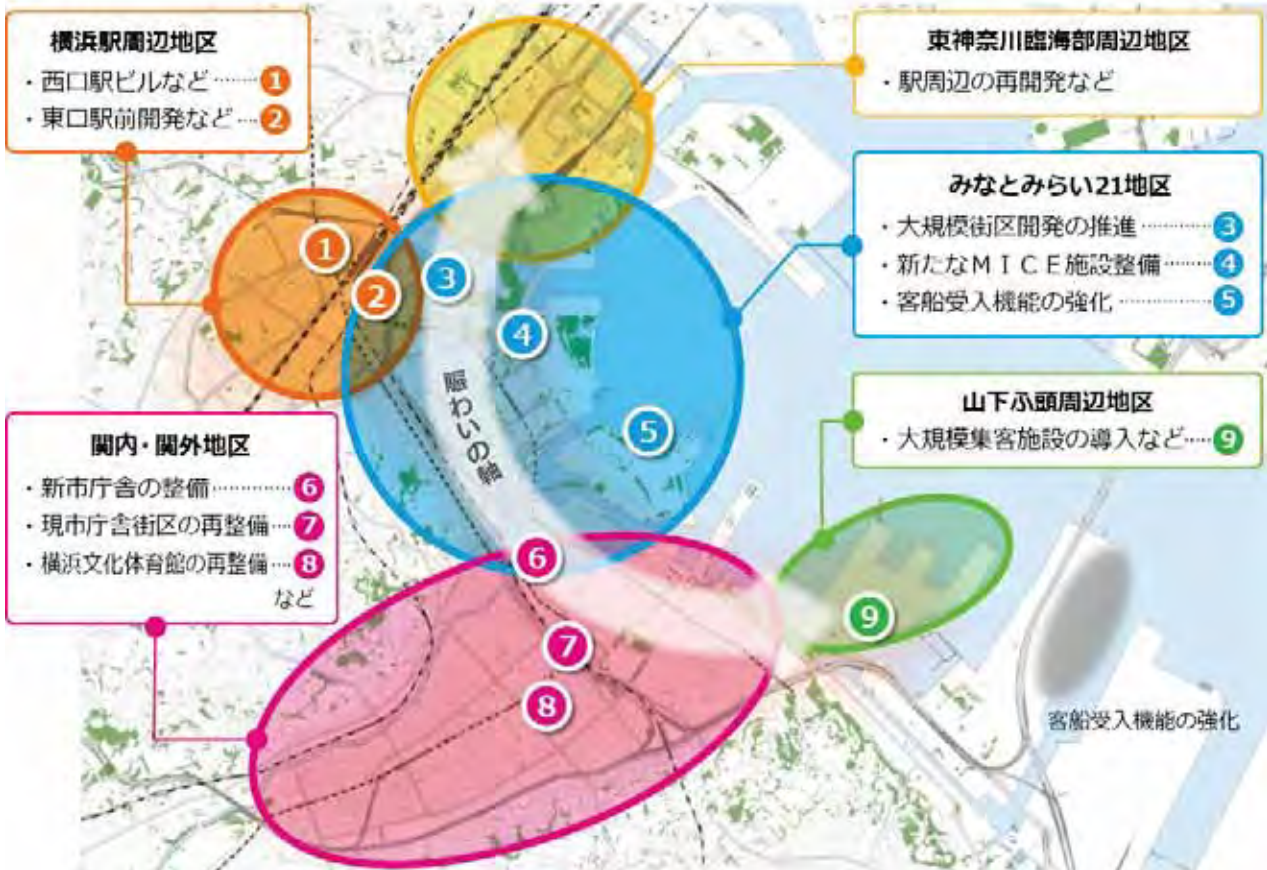 横浜駅周辺地区
・西口駅ビルなど……1
・東口駅前開発など…2
東神奈川臨海部周辺地区
・駅周辺の再開発など
みなとみらい21地区
・大規模街区開発の推進………3
・新たなＭＩＣＥ施設整備……4
・客船受入機能の強化…………5
山下ふ頭周辺地区
・大規模集客施設の導入など…9
関内・関外地区
・新市庁舎の整備…………6
・現市庁舎街区の再整備…7
・横浜文化体育館の再整備…8
など
1
2
3
4
賑わいの軸
5
6
7
8
9
客船受入機能の強化